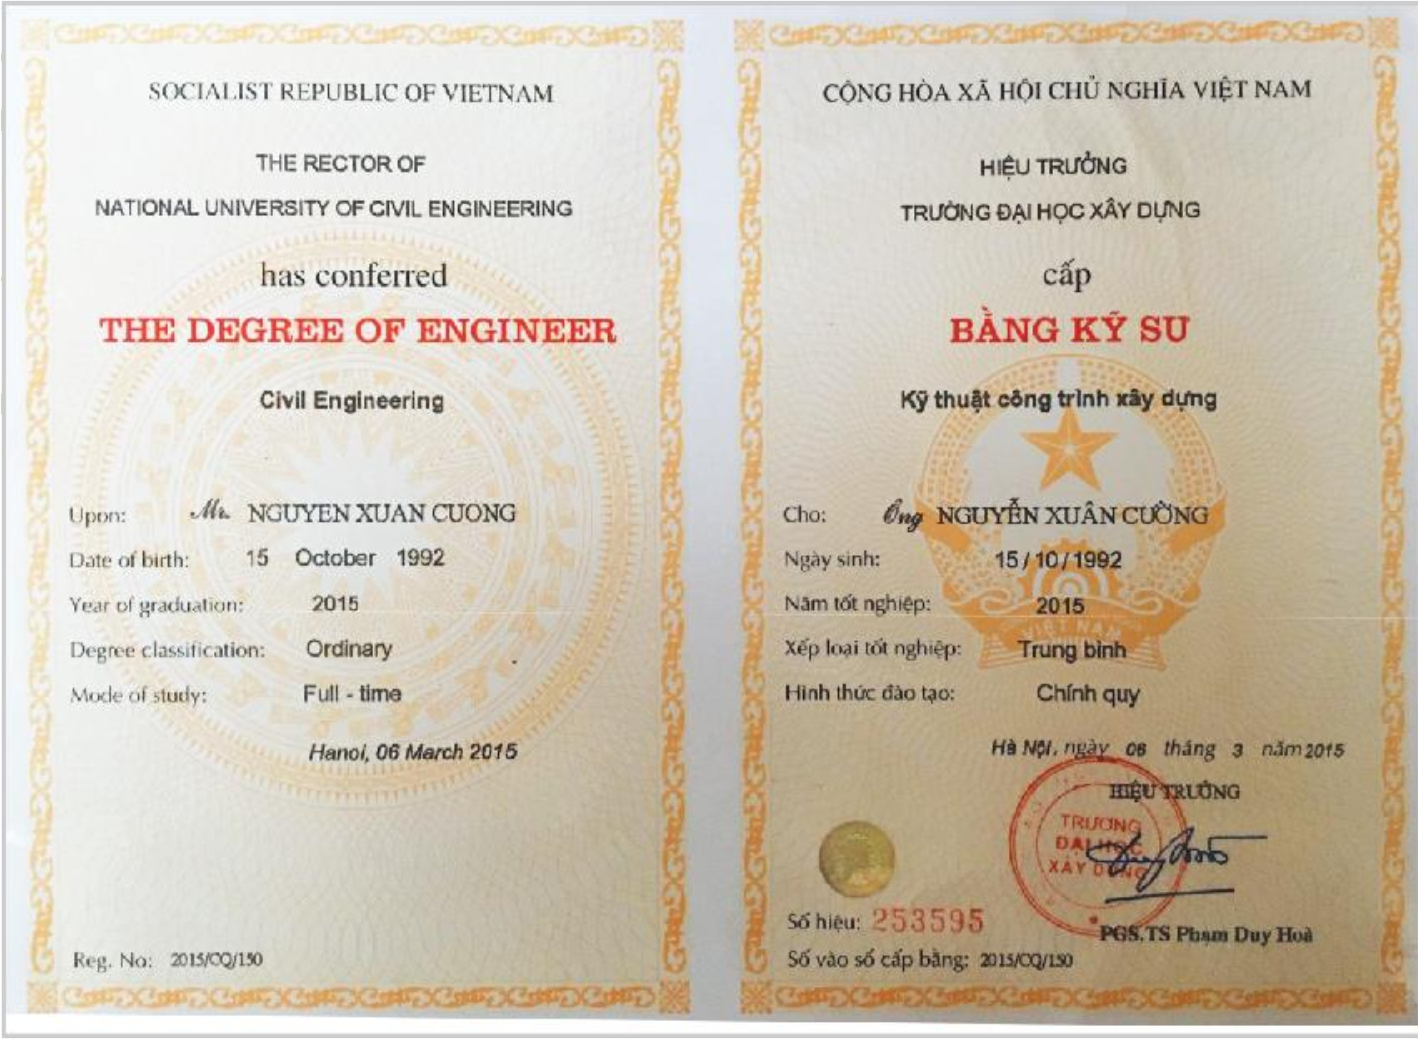 SOCIALIST REPUBLIC OF VIETNAM
THE RECTOR OF
NATIONAL UNIVERSITY OF CIVIL ENGINEERING
has conferred
THE DEGREE OF ENGINEER
Civil Engineering
Upon: Mr. NGUYEN XUAN CUONG
Date of birth: 15 October 1992
Year of graduation: 2015
Degree classification: Ordinary
Mode of study: Full - time
Hanoi, 06 March 2015
Reg. No: 2015/CQ/150
CỘNG HÒA XÃ HỘI CHỦ NGHĨA VIỆT NAM
HIỆU TRƯỞNG
TRƯỜNG ĐẠI HỌC XÂY DỰNG
cấp
BẰNG KỸ SƯ
Kỹ thuật công trình xây dựng
Cho: Ông NGUYỄN XUÂN CƯỜNG
Ngày sinh: 15/10/1992
Năm tốt nghiệp: 2015
VIỆT NAM
Xếp loại tốt nghiệp: Trung bình
Hình thức đào tạo: Chính quy
Hà Nội, ngày 06 tháng 3 năm 2015
HIỆU TRƯỞNG
TRƯỜNG
ĐẠI HỌC
XÂY DỰNG
Số hiệu: 253595
PGS.TS Phạm Duy Hoà
Số vào sổ cấp bằng: 2015/CQ/150